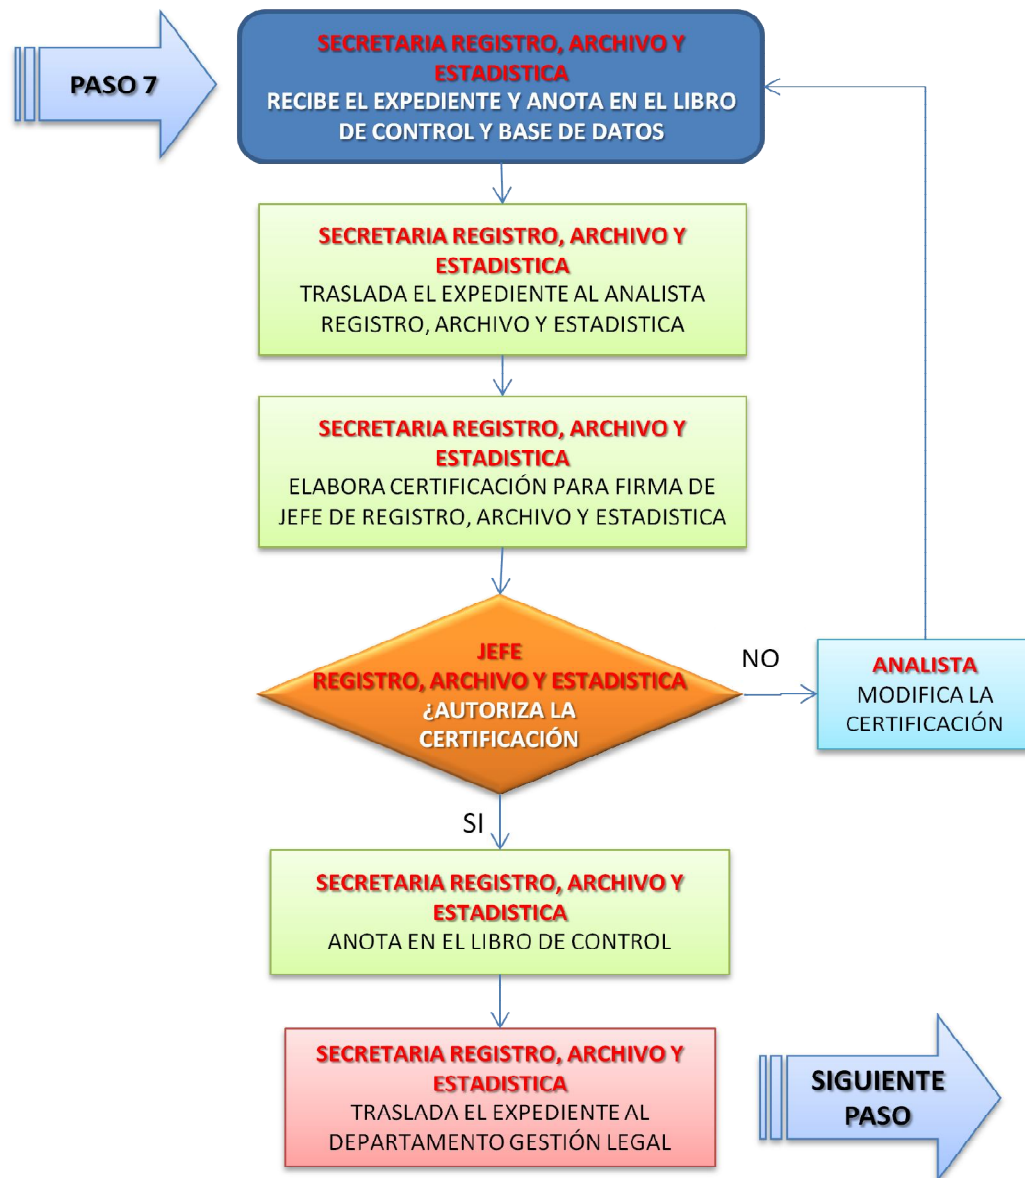 PASO 7
SECRETARIA REGISTRO, ARCHIVO Y
ESTADISTICA
RECIBE EL EXPEDIENTE Y ANOTA EN EL LIBRO
DE CONTROL Y BASE DE DATOS
SECRETARIA REGISTRO, ARCHIVO Y
ESTADISTICA
TRASLADA EL EXPEDIENTE AL ANALISTA
REGISTRO, ARCHIVO Y ESTADISTICA
SECRETARIA REGISTRO, ARCHIVO Y
ESTADISTICA
ELABORA CERTIFICACIÓN PARA FIRMA DE
JEFE DE REGISTRO, ARCHIVO Y ESTADISTICA
JEFE
REGISTRO, ARCHIVO Y ESTADISTICA
¿AUTORIZA LA
CERTIFICACIÓN
NO
ANALISTA
MODIFICA LA
CERTIFICACIÓN
SI
SECRETARIA REGISTRO, ARCHIVO Y
ESTADISTICA
ANOTA EN EL LIBRO DE CONTROL
SECRETARIA REGISTRO, ARCHIVO Y
ESTADISTICA
TRASLADA EL EXPEDIENTE AL
DEPARTAMENTO GESTIÓN LEGAL
SIGUIENTE
PASO